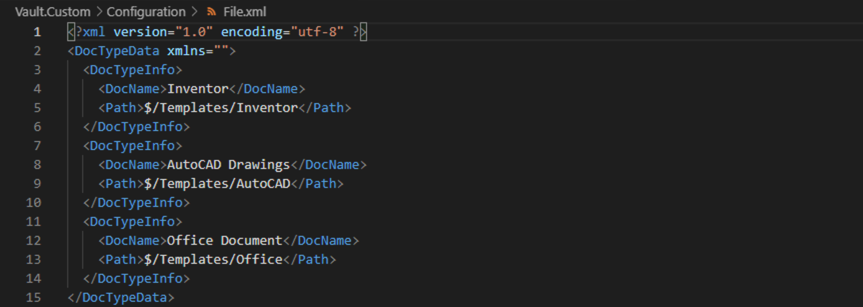 Vault.Custom > Configuration > File.xml
1 <?xml version="1.0" encoding="utf-8" ?>
2 <DocTypeData xmlns="">
3 <DocTypeInfo>
4 <DocName>Inventor</DocName>
5 <Path>$/Templates/Inventor</Path>
6 </DocTypeInfo>
7 <DocTypeInfo>
8 <DocName>AutoCAD Drawings</DocName>
9 <Path>$/Templates/AutoCAD</Path>
10 </DocTypeInfo>
11 <DocTypeInfo>
12 <DocName>Office Document</DocName>
13 <Path>$/Templates/Office</Path>
14 </DocTypeInfo>
15 </DocTypeData>